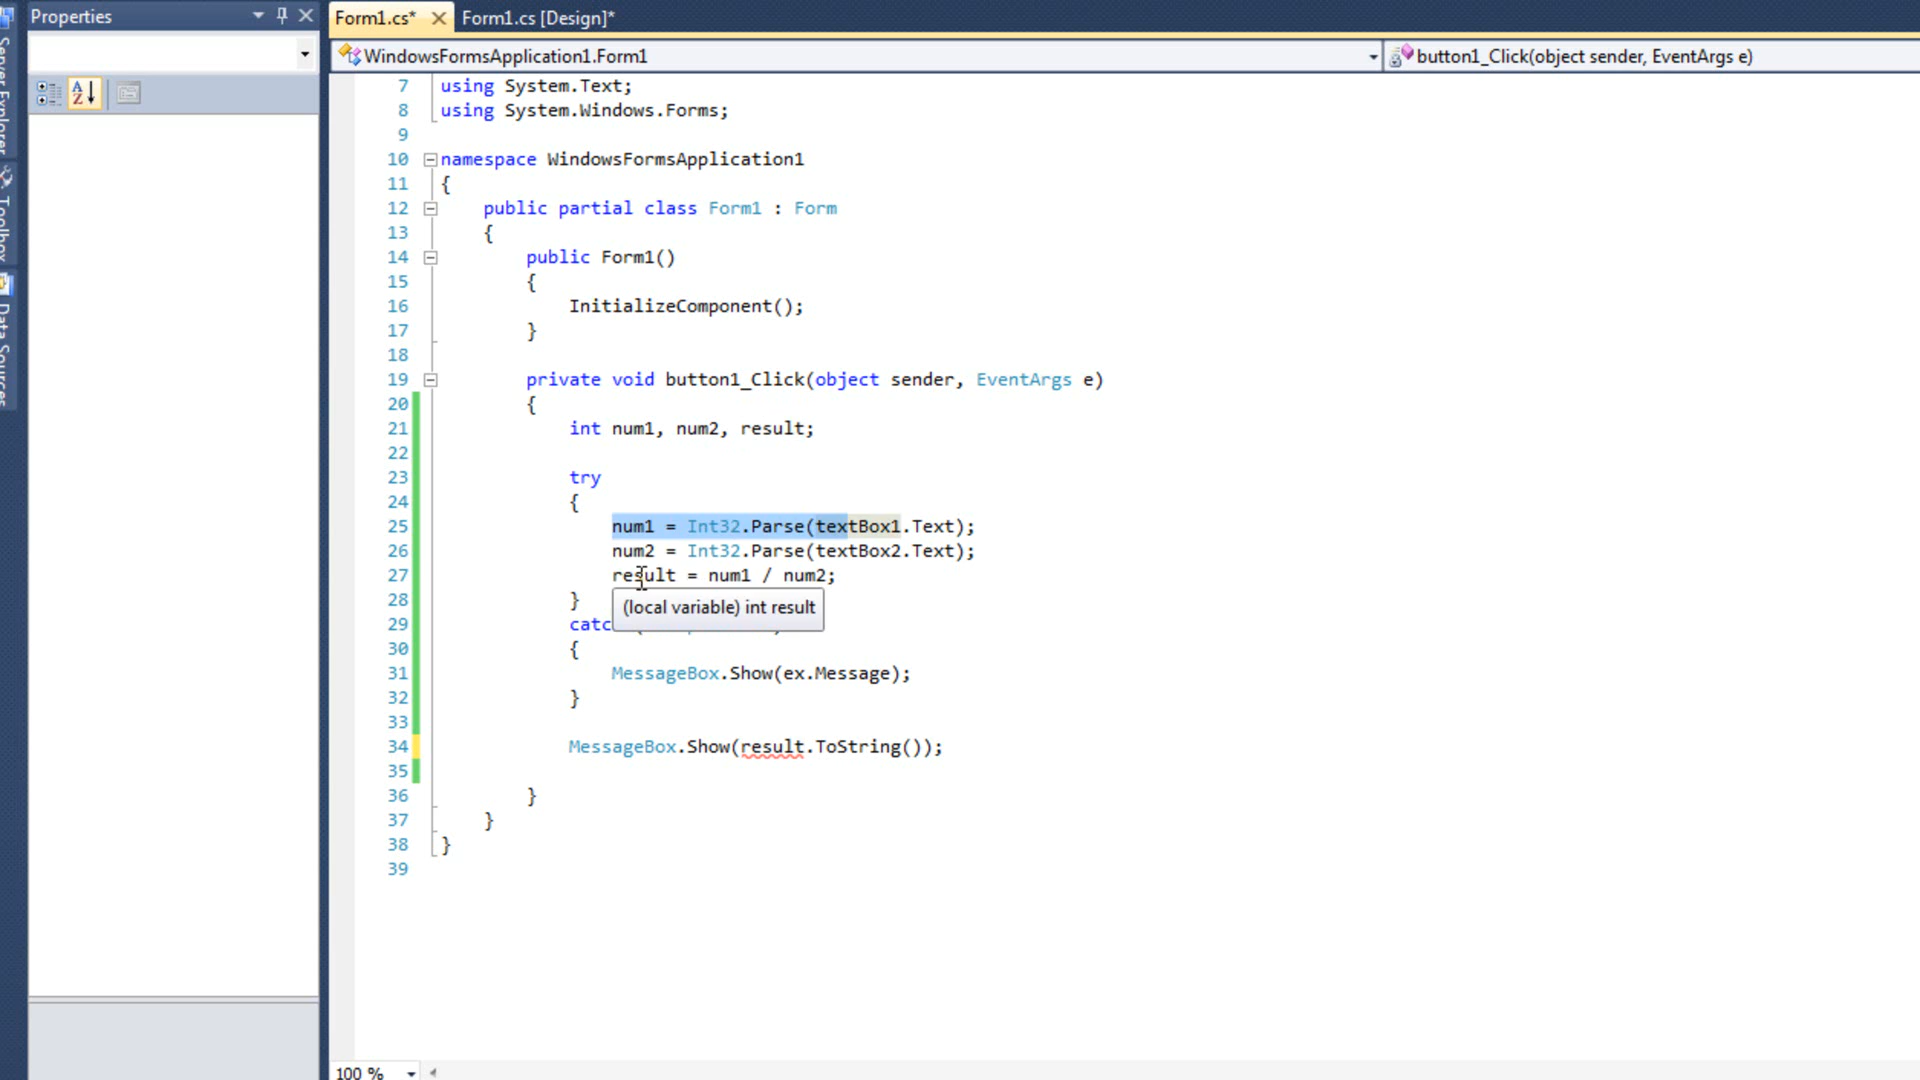 Properties
Form1.cs*
Form1.cs [Design]*
WindowsFormsApplication1.Form1
button1_Click(object sender, EventArgs e)
Server Explorer
Toolbox
Data Sources
7 using System.Text;
8 using System.Windows.Forms;
9
10 namespace WindowsFormsApplication1
11 {
12 public partial class Form1 : Form
13 {
14 public Form1()
15 {
16 InitializeComponent();
17 }
18
19 private void button1_Click(object sender, EventArgs e)
20 {
21 int num1, num2, result;
22
23 try
24 {
25 num1 = Int32.Parse(textBox1.Text);
26 num2 = Int32.Parse(textBox2.Text);
27 result = num1 / num2;
28 }
(local variable) int result
29 catc
30 {
31 MessageBox.Show(ex.Message);
32 }
33
34 MessageBox.Show(result.ToString());
35
36 }
37 }
38 }
39
100 %